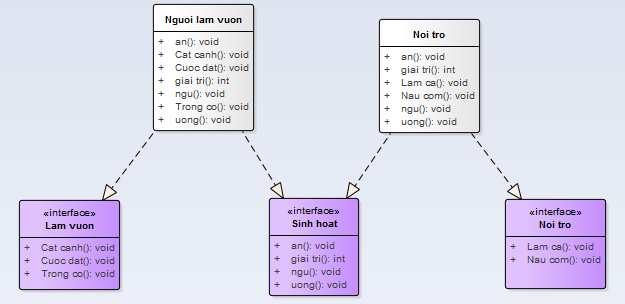 Nguoi lam vuon
+ an(): void
+ Cat canh(): void
+ Cuoc dat(): void
+ giai tri(): int
+ ngu(): void
+ Trong co(): void
+ uong(): void
Noi tro
+ an(): void
+ giai tri(): int
+ Lam ca(): void
+ Nau com(): void
+ ngu(): void
+ uong(): void
«interface»
Lam vuon
+ Cat canh(): void
+ Cuoc dat(): void
+ Trong co(): void
«interface»
Sinh hoat
+ an(): void
+ giai tri(): int
+ ngu(): void
+ uong(): void
«interface»
Noi tro
+ Lam ca(): void
+ Nau com(): void